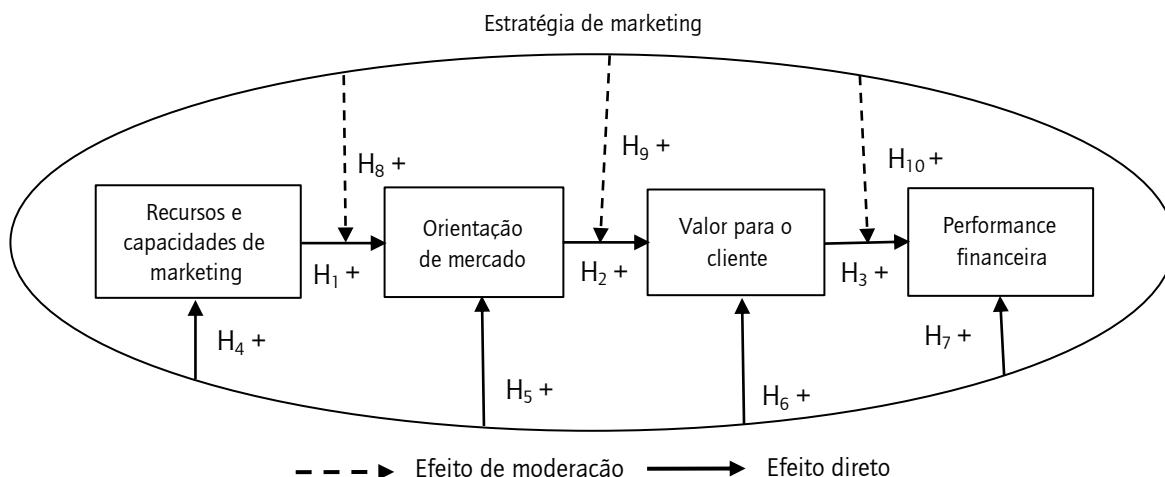 Estratégia de marketing
H8 +
H9 +
H10 +
Recursos e
capacidades de
marketing
Orientação
de mercado
Valor para o
cliente
Performance
financeira
H1 +
H2 +
H3 +
H4 +
H5 +
H6 +
H7 +
Efeito de moderação
Efeito direto